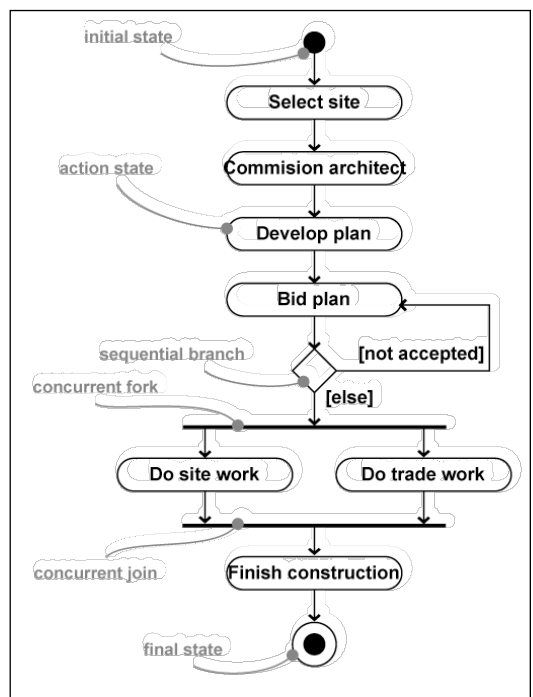 initial state
Select site
action state
Commision architect
Develop plan
Bid plan
sequential branch
[not accepted]
concurrent fork
[else]
Do site work
Do trade work
concurrent join
Finish construction
final state